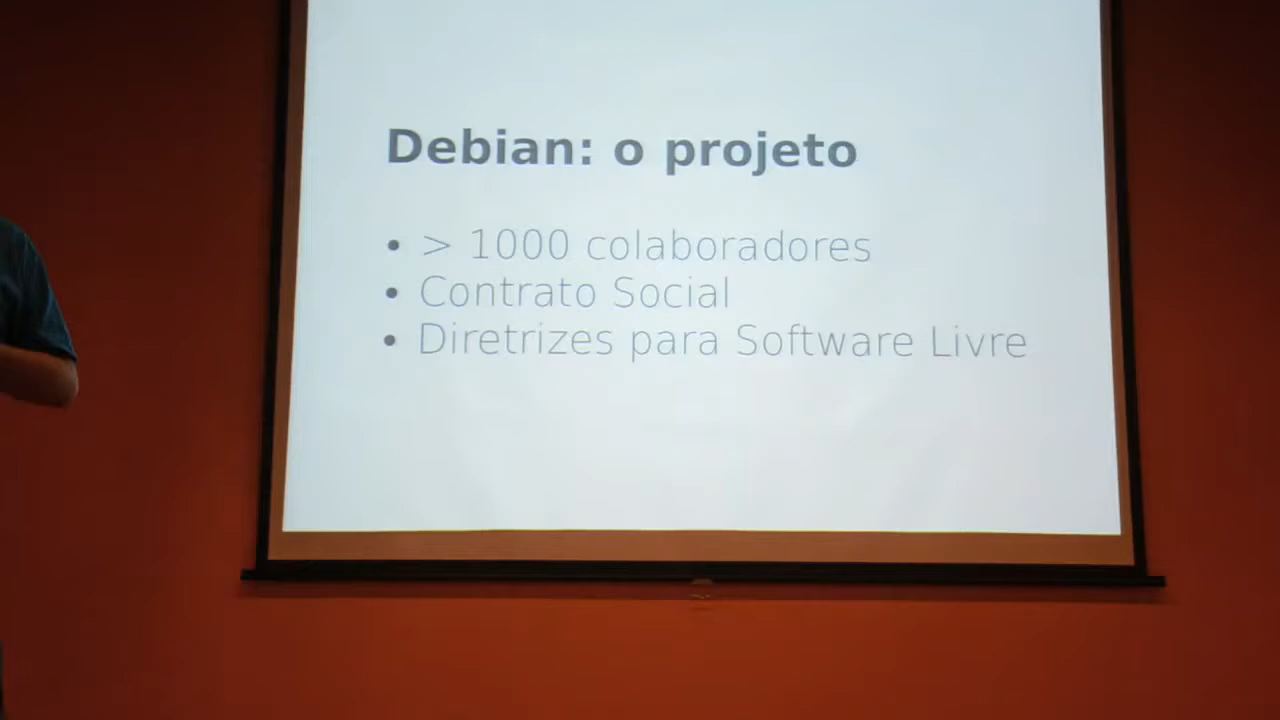 Debian: o projeto
• > 1000 colaboradores
• Contrato Social
• Diretrizes para Software Livre